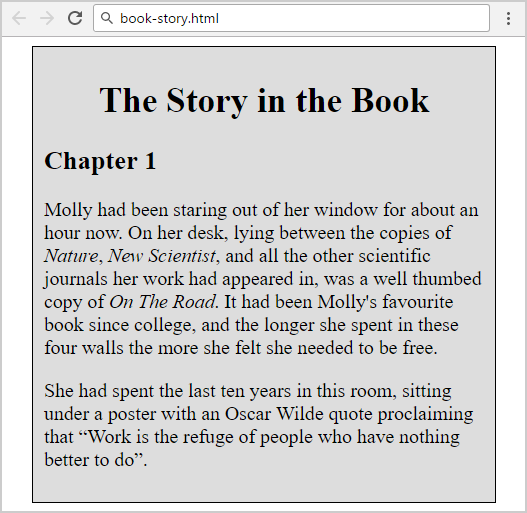 book-story.html
The Story in the Book
Chapter 1
Molly had been staring out of her window for about an
hour now. On her desk, lying between the copies of
Nature, New Scientist, and all the other scientific
journals her work had appeared in, was a well thumbed
copy of On The Road. It had been Molly's favourite
book since college, and the longer she spent in these
four walls the more she felt she needed to be free.
She had spent the last ten years in this room, sitting
under a poster with an Oscar Wilde quote proclaiming
that “Work is the refuge of people who have nothing
better to do”.